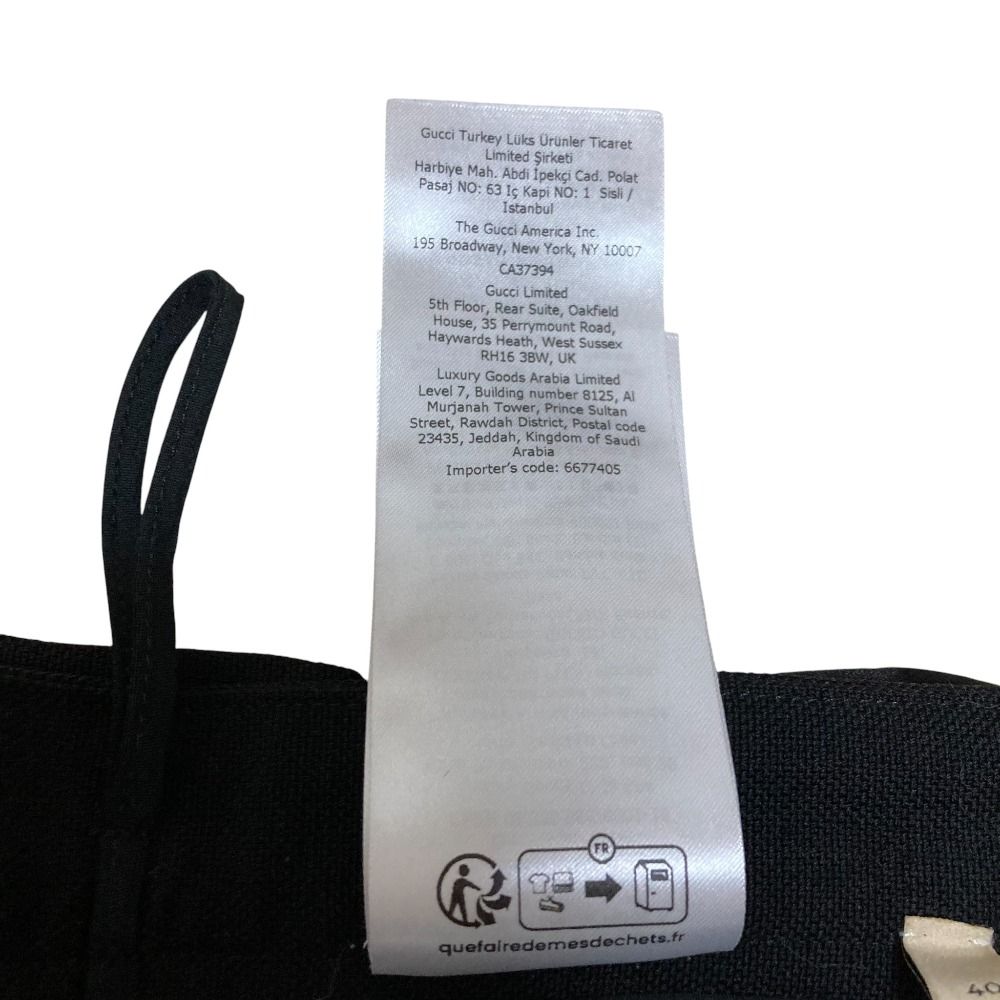 Gucci Turkey Lüks Ürünler Ticaret
Limited Şirketi
Harbiye Mah. Abdi İpekçi Cad. Polat
Pasaj NO: 63 Iç Kapi NO: 1 Sisli /
Istanbul
The Gucci America Inc.
195 Broadway, New York, NY 10007
CA37394
Gucci Limited
5th Floor, Rear Suite, Oakfield
House, 35 Perrymount Road,
Haywards Heath, West Sussex
RH16 3BW, UK
Luxury Goods Arabia Limited
Level 7, Building number 8125, Al
Murjanah Tower, Prince Sultan
Street, Rawdah District, Postal code
23435, Jeddah, Kingdom of Saudi
Arabia
Importer's code: 6677405
FR
quefairedemesdechets.fr
40